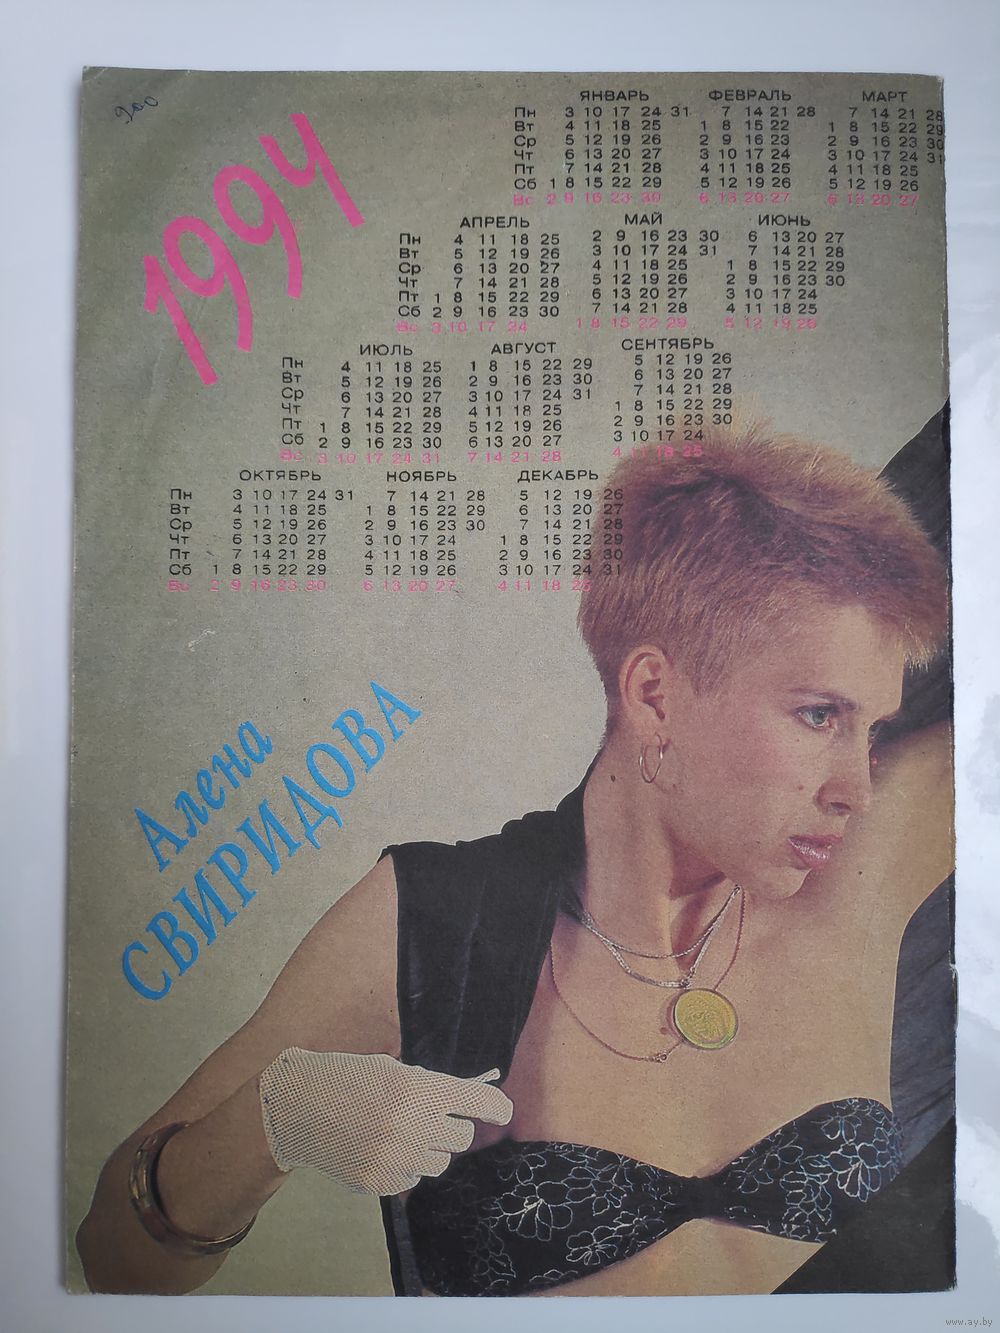 900
1994
ЯНВАРЬ ФЕВРАЛЬ МАРТ
Пн 3 10 17 24 31 7 14 21 28 7 14 21 28
Вт 4 11 18 25 1 8 15 22 1 8 15 22 29
Ср 5 12 19 26 2 9 16 23 2 9 16 23 30
Чт 6 13 20 27 3 10 17 24 3 10 17 24 31
Пт 7 14 21 28 4 11 18 25 4 11 18 25
Сб 1 8 15 22 29 5 12 19 26 5 12 19 26
Вс 2 9 16 23 30 6 13 20 27 6 13 20 27
АПРЕЛЬ МАЙ ИЮНЬ
Пн 4 11 18 25 2 9 16 23 30 6 13 20 27
Вт 5 12 19 26 3 10 17 24 31 7 14 21 28
Ср 6 13 20 27 4 11 18 25 1 8 15 22 29
Чт 7 14 21 28 5 12 19 26 2 9 16 23 30
Пт 1 8 15 22 29 6 13 20 27 3 10 17 24
Сб 2 9 16 23 30 7 14 21 28 4 11 18 25
Вс 3 10 17 24 1 8 15 22 29 5 12 19 26
ИЮЛЬ АВГУСТ СЕНТЯБРЬ
Пн 4 11 18 25 1 8 15 22 29 5 12 19 26
Вт 5 12 19 26 2 9 16 23 30 6 13 20 27
Ср 6 13 20 27 3 10 17 24 31 7 14 21 28
Чт 7 14 21 28 4 11 18 25 1 8 15 22 29
Пт 1 8 15 22 29 5 12 19 26 2 9 16 23 30
Сб 2 9 16 23 30 6 13 20 27 3 10 17 24
Вс 3 10 17 24 31 7 14 21 28 4 11 18 25
ОКТЯБРЬ НОЯБРЬ ДЕКАБРЬ
Пн 3 10 17 24 31 7 14 21 28 5 12 19 26
Вт 4 11 18 25 1 8 15 22 29 6 13 20 27
Ср 5 12 19 26 2 9 16 23 30 7 14 21 28
Чт 6 13 20 27 3 10 17 24 1 8 15 22 29
Пт 7 14 21 28 4 11 18 25 2 9 16 23 30
Сб 1 8 15 22 29 5 12 19 26 3 10 17 24 31
Вс 2 9 16 23 30 6 13 20 27 4 11 18 25
Алена
СВИРИДОВА
www.ay.by